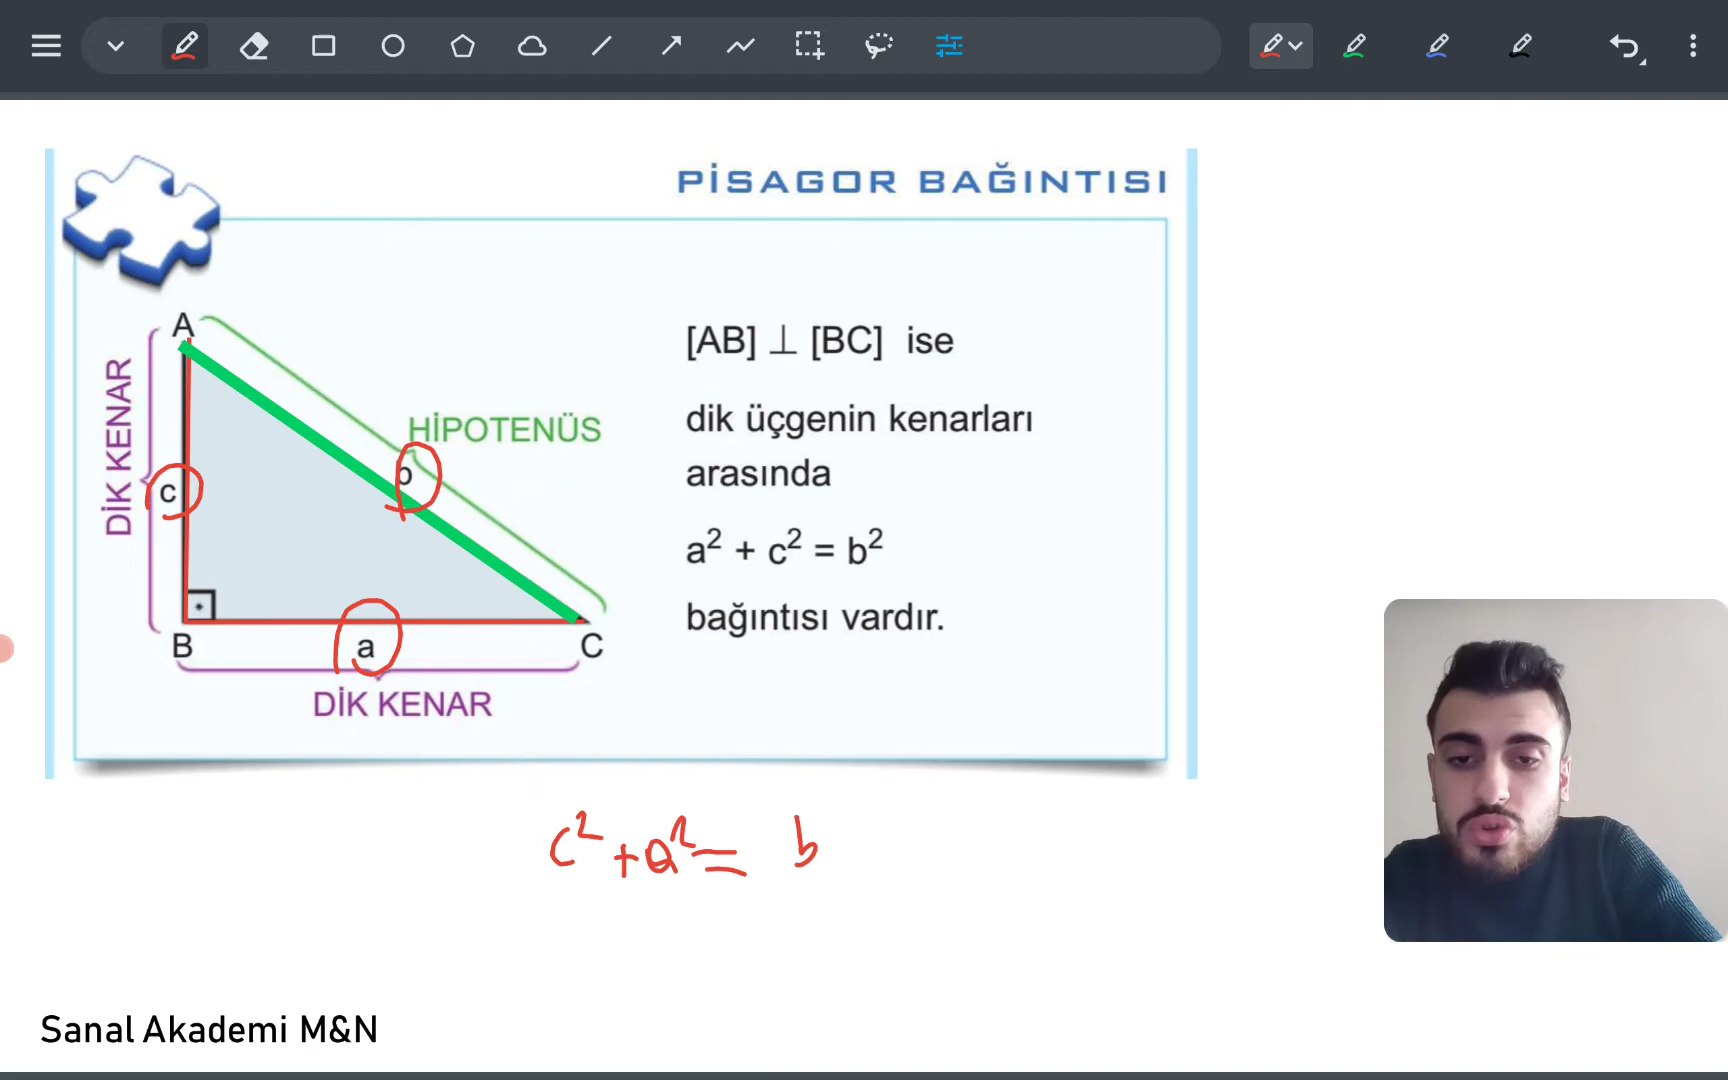 PİSAGOR BAĞINTISI
A
DİK KENAR
HİPOTENÜS
b
c
B
a
C
DİK KENAR
[AB] ⊥ [BC] ise
dik üçgenin kenarları
arasında
a² + c² = b²
bağıntısı vardır.
c² + a² = b
Sanal Akademi M&N